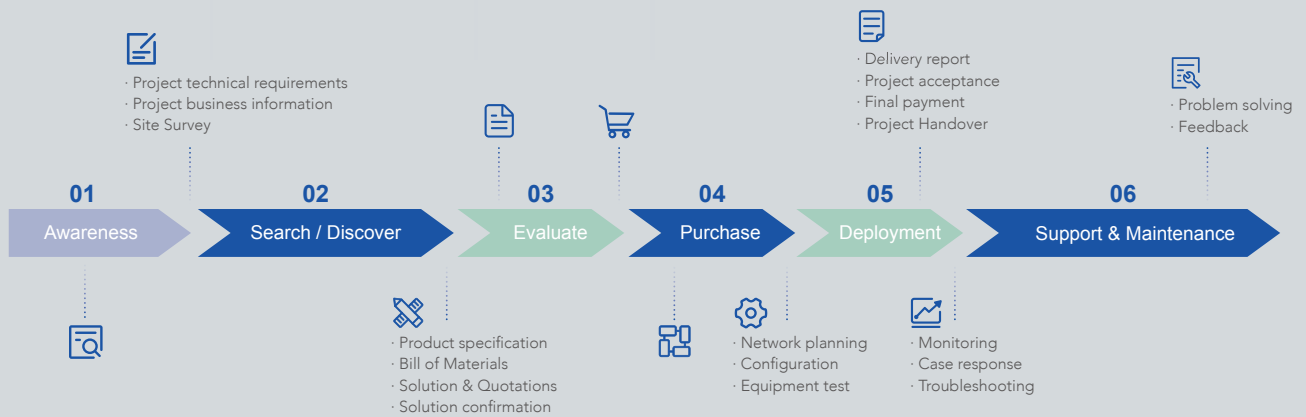 · Project technical requirements
· Project business information
· Site Survey
· Delivery report
· Project acceptance
· Final payment
· Project Handover
· Problem solving
· Feedback
01
02
03
04
05
06
Awareness
Search / Discover
Evaluate
Purchase
Deployment
Support & Maintenance
· Product specification
· Bill of Materials
· Solution & Quotations
· Solution confirmation
· Network planning
· Configuration
· Equipment test
· Monitoring
· Case response
· Troubleshooting